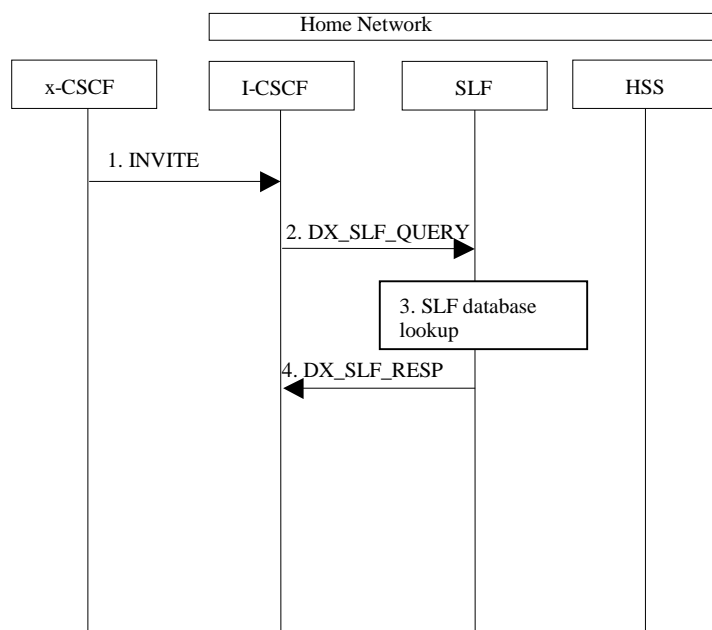 Home Network
x-CSCF
I-CSCF
SLF
HSS
1. INVITE
2. DX_SLF_QUERY
3. SLF database
lookup
4. DX_SLF_RESP